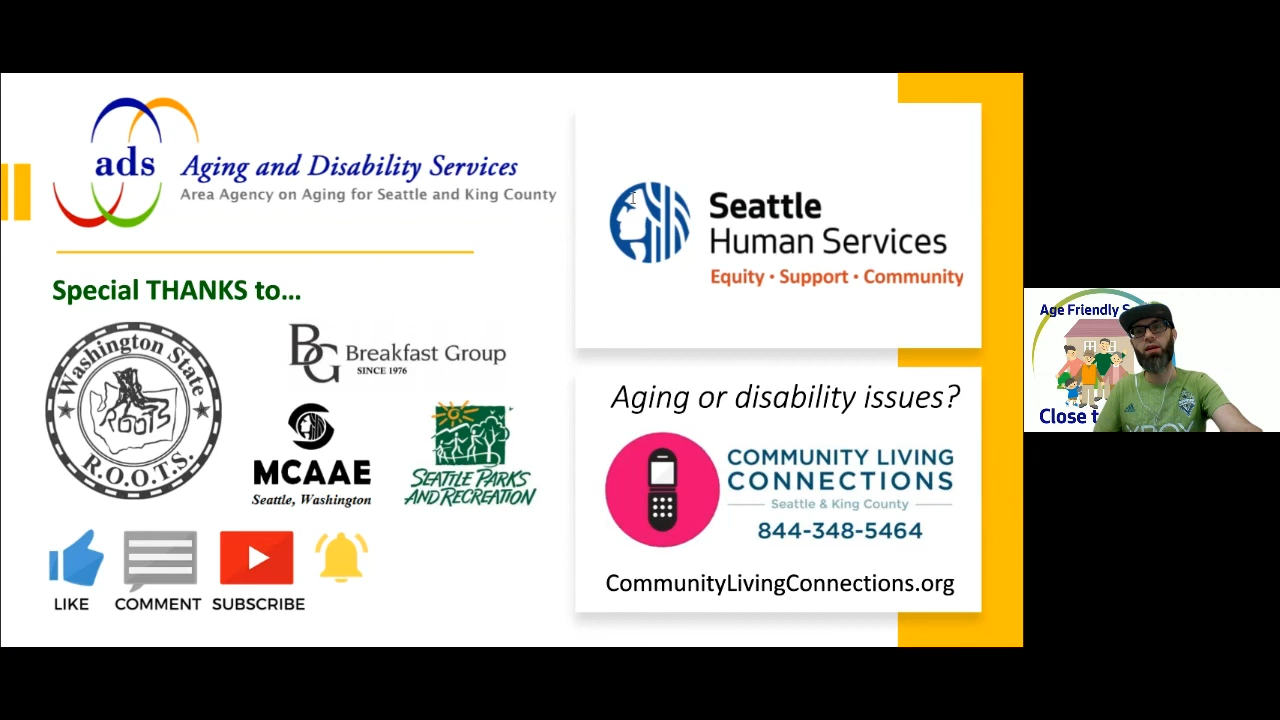 ads
Aging and Disability Services
Area Agency on Aging for Seattle and King County
Special THANKS to...
Washington State
ROOTS
R.O.O.T.S.
BG
Breakfast Group
SINCE 1976
MCAAE
Seattle, Washington
SEATTLE PARKS
AND RECREATION
LIKE
COMMENT
SUBSCRIBE
Seattle
Human Services
Equity • Support • Community
Aging or disability issues?
COMMUNITY LIVING
CONNECTIONS
Seattle & King County
844-348-5464
CommunityLivingConnections.org
Age Friendly S
Close t
XBOX